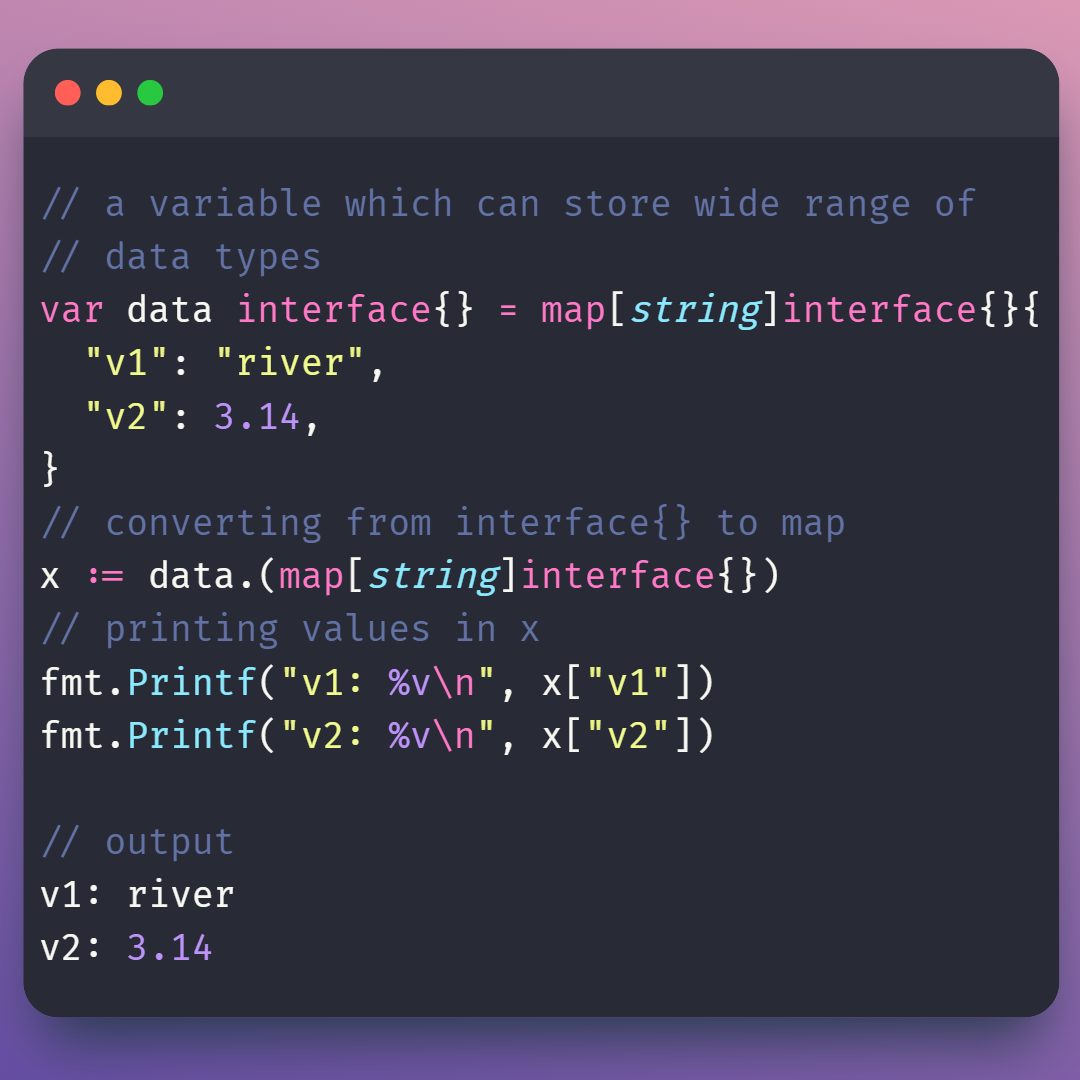 // a variable which can store wide range of
// data types
var data interface{} = map[string]interface{}{
  "v1": "river",
  "v2": 3.14,
}
// converting from interface{} to map
x := data.(map[string]interface{})
// printing values in x
fmt.Printf("v1: %v\n", x["v1"])
fmt.Printf("v2: %v\n", x["v2"])

// output
v1: river
v2: 3.14